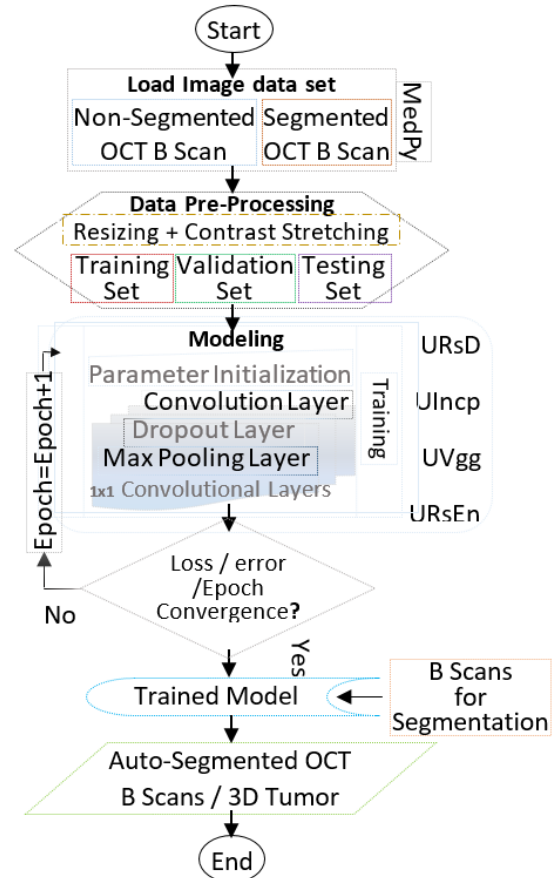 Start
Load Image data set
Non-Segmented
OCT B Scan
Segmented
OCT B Scan
MedPy
Data Pre-Processing
Resizing + Contrast Stretching
Training
Set
Validation
Set
Testing
Set
Modeling
Parameter Initialization
Convolution Layer
Dropout Layer
Max Pooling Layer
1x1 Convolutional Layers
Training
URsD
UIncp
UVgg
URsEn
Epoch=Epoch+1
Loss / error
/Epoch
Convergence?
No
Yes
Trained Model
B Scans
for
Segmentation
Auto-Segmented OCT
B Scans / 3D Tumor
End